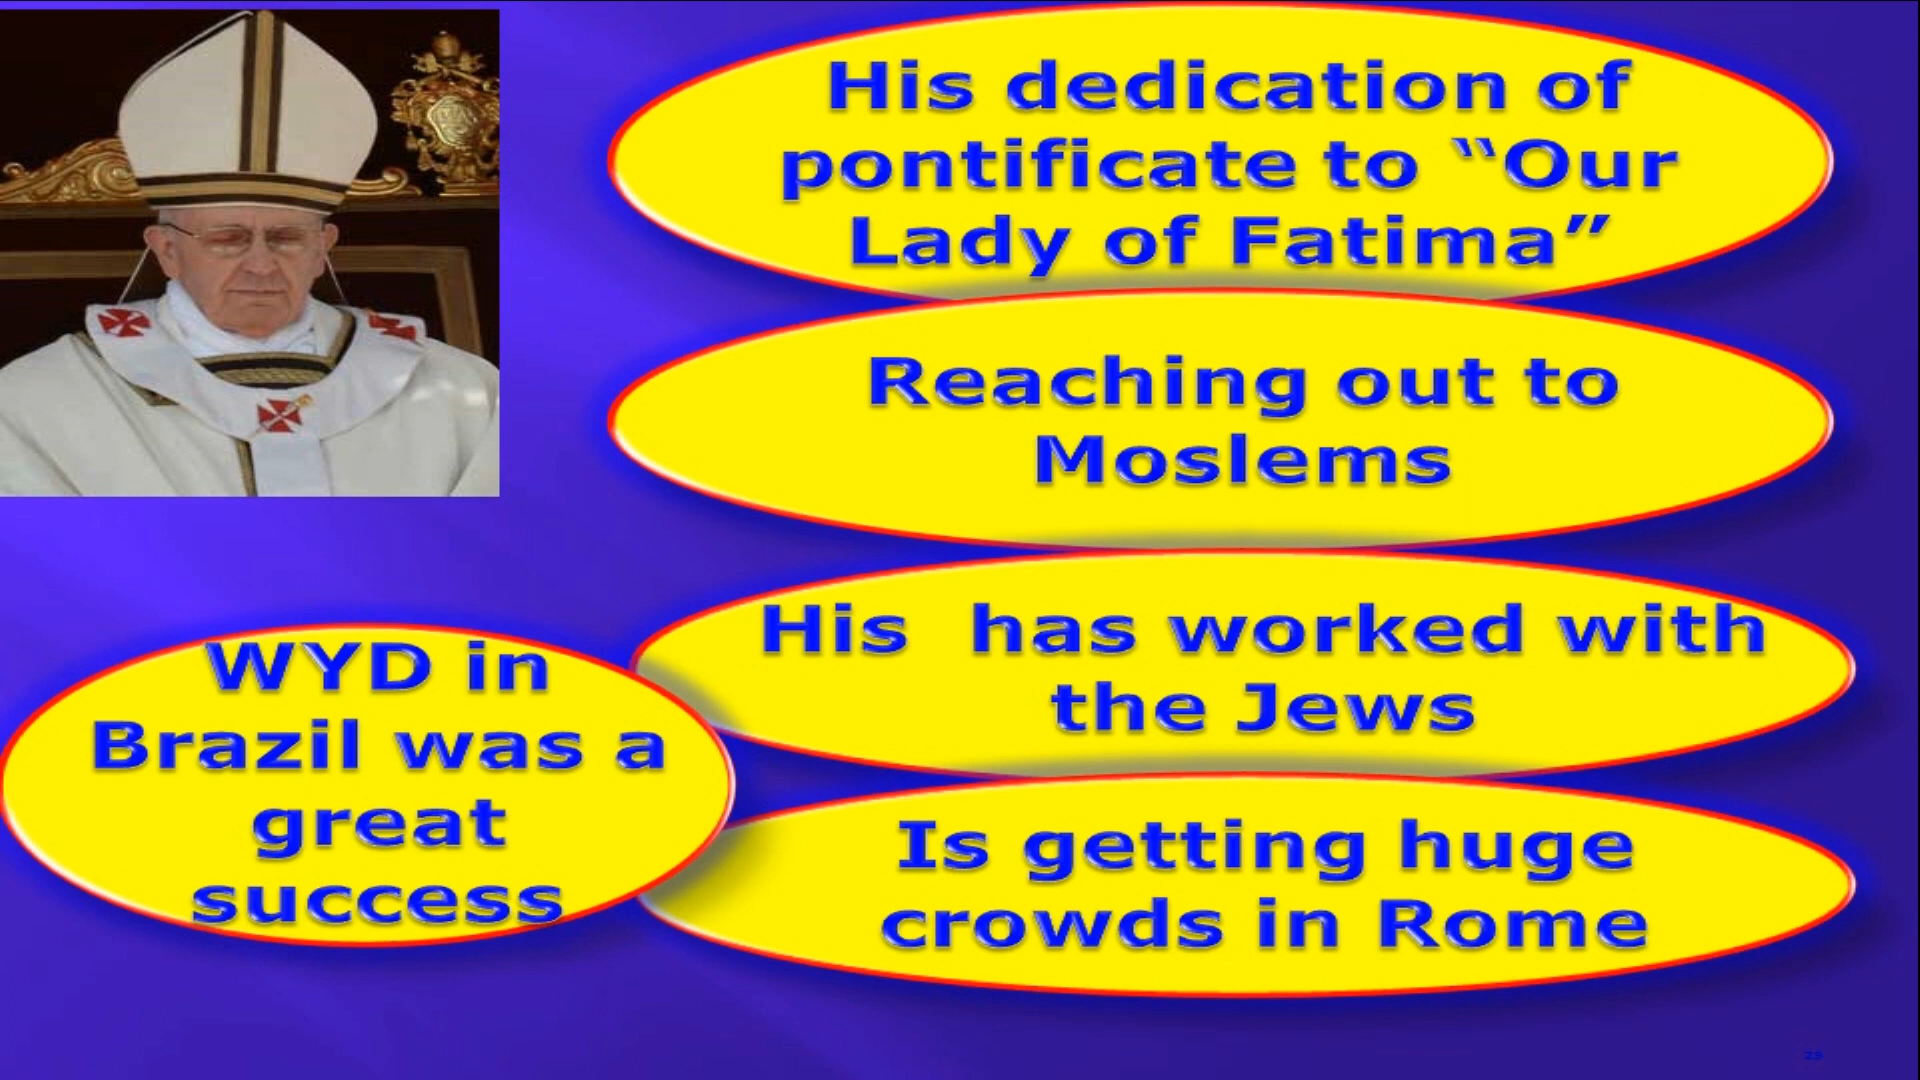 His dedication of
pontificate to “Our
Lady of Fatima”
Reaching out to
Moslems
His  has worked with
the Jews
WYD in
Brazil was a
great
success
Is getting huge
crowds in Rome
29